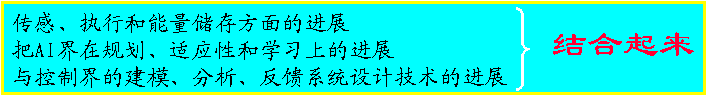 传感、执行和能量储存方面的进展
把AI界在规划、适应性和学习上的进展
与控制界的建模、分析、反馈系统设计技术的进展
结合起来